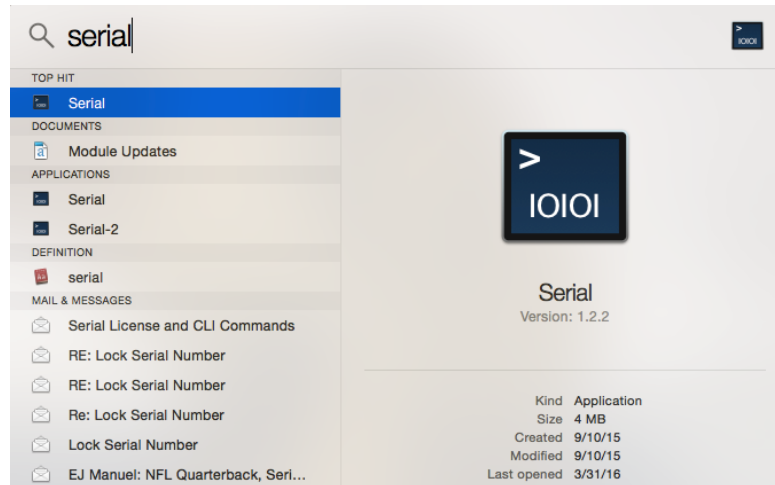 serial
>
IOIOI
TOP HIT
Serial
DOCUMENTS
Module Updates
APPLICATIONS
Serial
Serial-2
DEFINITION
serial
MAIL & MESSAGES
Serial License and CLI Commands
RE: Lock Serial Number
RE: Lock Serial Number
Re: Lock Serial Number
Lock Serial Number
EJ Manuel: NFL Quarterback, Seri...
>
IOIOI
Serial
Version: 1.2.2
Kind Application
Size 4 MB
Created 9/10/15
Modified 9/10/15
Last opened 3/31/16